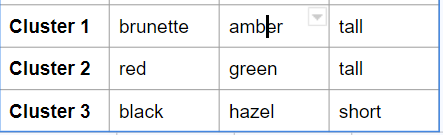 Cluster 1 brunette amber tall
Cluster 2 red green tall
Cluster 3 black hazel short